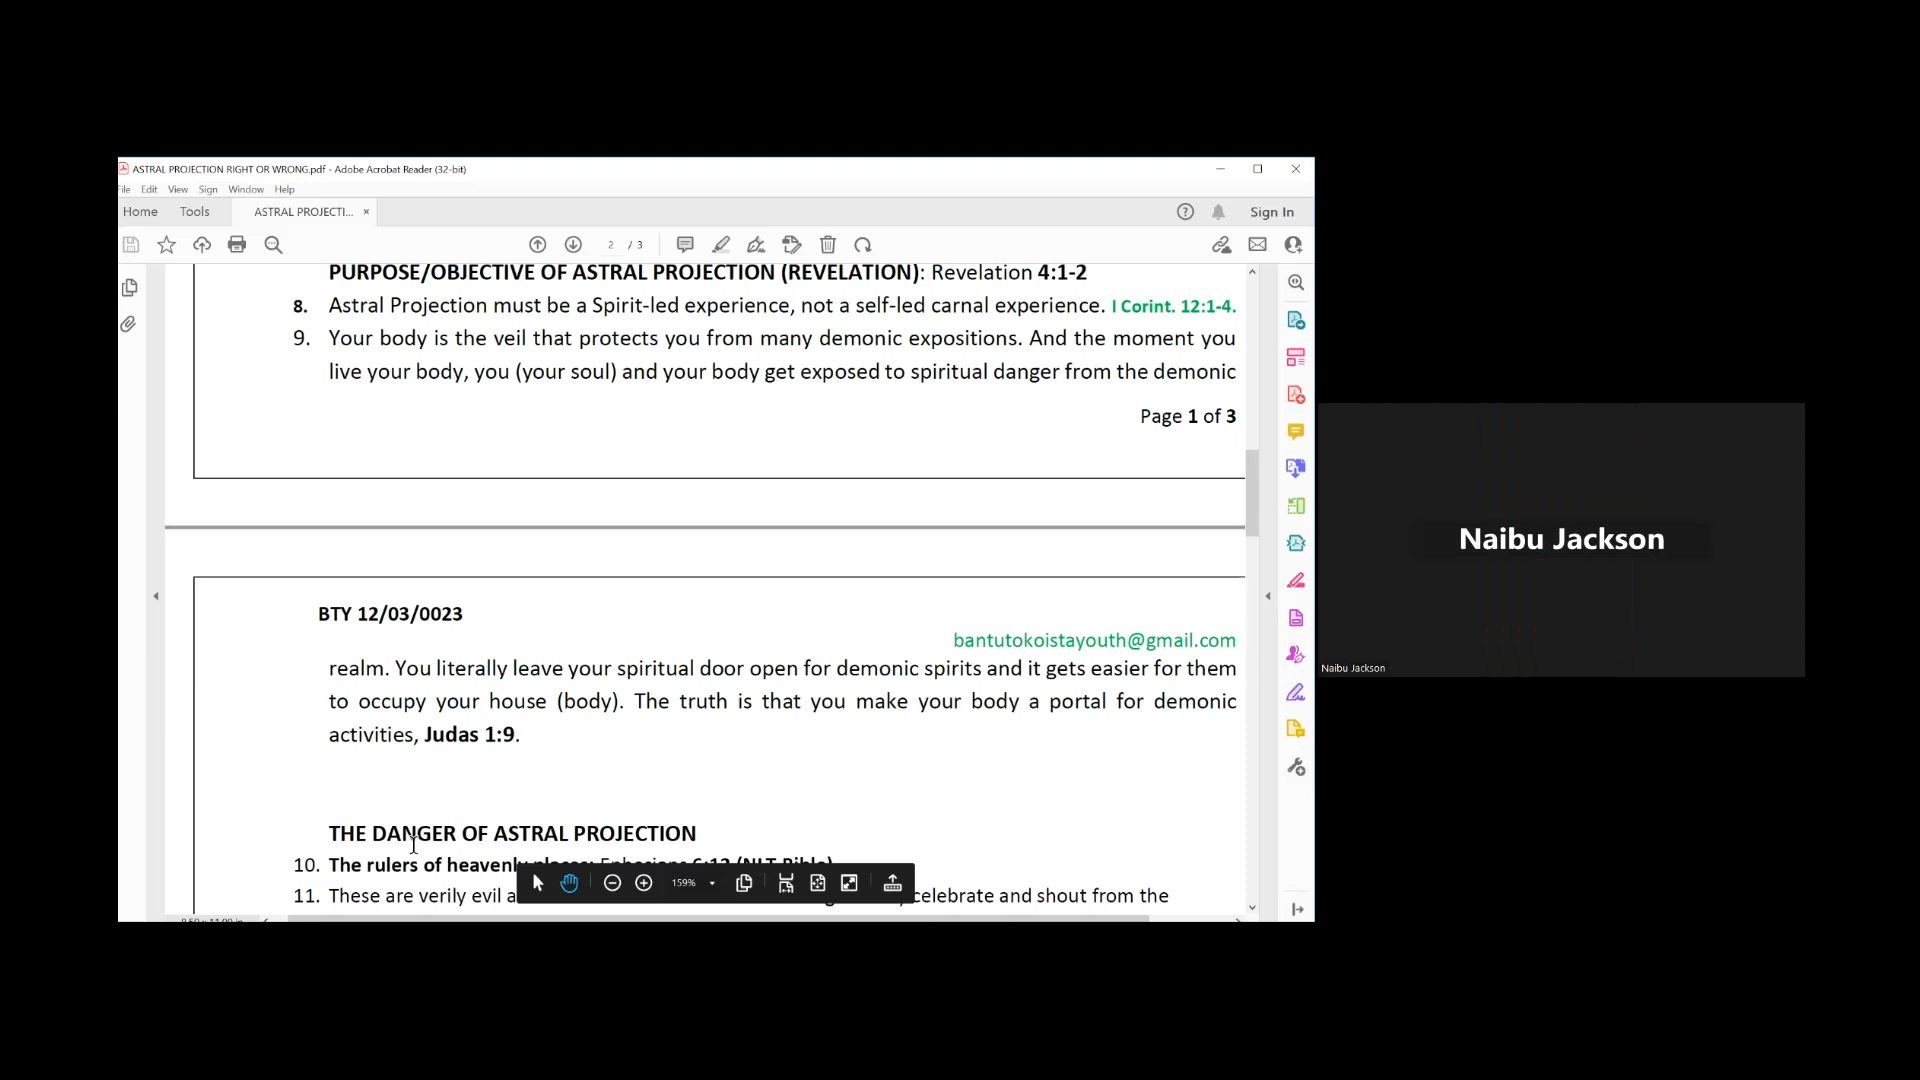 ASTRAL PROJECTION RIGHT OR WRONG.pdf - Adobe Acrobat Reader (32-bit)
File Edit View Sign Window Help
Home Tools ASTRAL PROJECTI... × Sign In
2 / 3
PURPOSE/OBJECTIVE OF ASTRAL PROJECTION (REVELATION): Revelation 4:1-2
8. Astral Projection must be a Spirit-led experience, not a self-led carnal experience. I Corint. 12:1-4.
9. Your body is the veil that protects you from many demonic expositions. And the moment you
live your body, you (your soul) and your body get exposed to spiritual danger from the demonic
Page 1 of 3
BTY 12/03/0023
bantutokoistayouth@gmail.com
realm. You literally leave your spiritual door open for demonic spirits and it gets easier for them
to occupy your house (body). The truth is that you make your body a portal for demonic
activities, Judas 1:9.
THE DANGER OF ASTRAL PROJECTION
10. The rulers of heavenly places: Ephesians 6:12 (NLT Bible)
11. These are verily evil celebrate and shout from the
159%
Naibu Jackson
Naibu Jackson